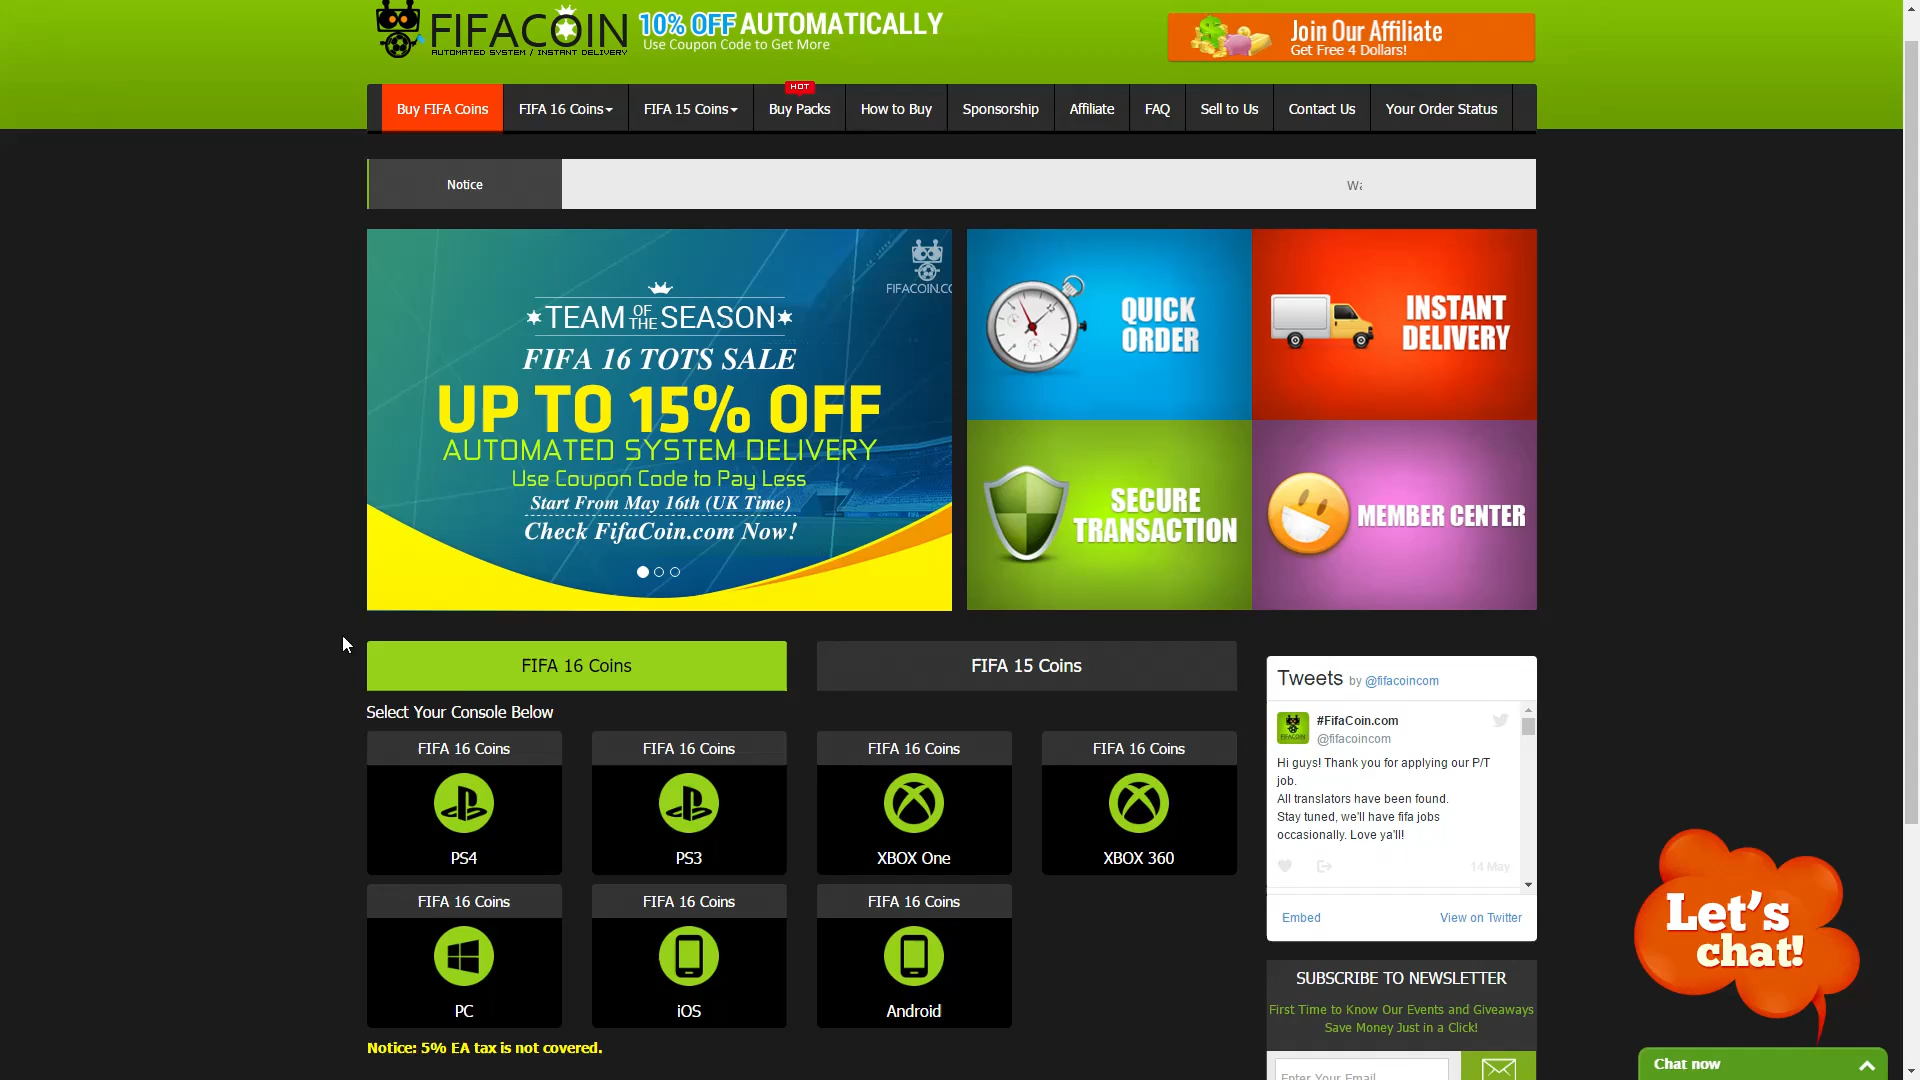 FIFACOIN
AUTOMATED SYSTEM / INSTANT DELIVERY
10% OFF AUTOMATICALLY
Use Coupon Code to Get More
Join Our Affiliate
Get Free 4 Dollars!
HOT
Buy FIFA Coins
FIFA 16 Coins
FIFA 15 Coins
Buy Packs
How to Buy
Sponsorship
Affiliate
FAQ
Sell to Us
Contact Us
Your Order Status
Notice
FIFACOIN.CO
TEAM OF THE SEASON
FIFA 16 TOTS SALE
UP TO 15% OFF
AUTOMATED SYSTEM DELIVERY
Use Coupon Code to Pay Less
Start From May 16th (UK Time)
Check FifaCoin.com Now!
QUICK
ORDER
INSTANT
DELIVERY
SECURE
TRANSACTION
MEMBER CENTER
FIFA 16 Coins
FIFA 15 Coins
Select Your Console Below
FIFA 16 Coins
PS4
FIFA 16 Coins
PS3
FIFA 16 Coins
XBOX One
FIFA 16 Coins
XBOX 360
FIFA 16 Coins
PC
FIFA 16 Coins
iOS
FIFA 16 Coins
Android
Notice: 5% EA tax is not covered.
Tweets by @fifacoincom
#FifaCoin.com
@fifacoincom
Hi guys! Thank you for applying our P/T
job.
All translators have been found.
Stay tuned, we'll have fifa jobs
occasionally. Love ya'll!
14 May
Embed
View on Twitter
SUBSCRIBE TO NEWSLETTER
First Time to Know Our Events and Giveaways
Save Money Just in a Click!
Enter Your Email
Let's
chat!
Chat now